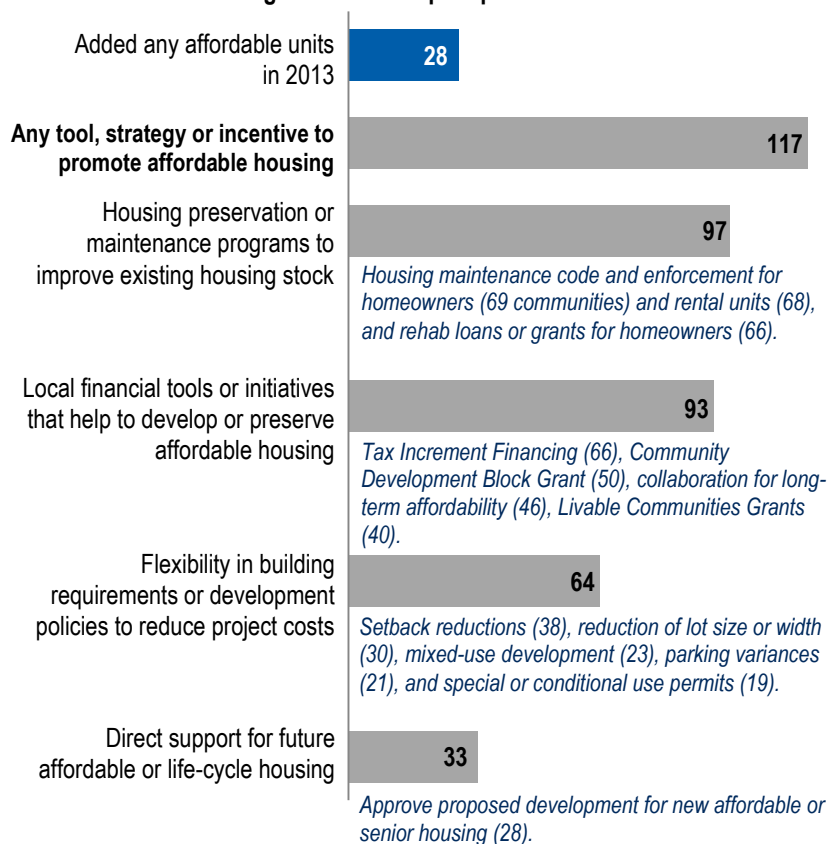 Added any affordable units
in 2013
28
Any tool, strategy or incentive to
promote affordable housing
117
Housing preservation or
maintenance programs to
improve existing housing stock
97
Housing maintenance code and enforcement for
homeowners (69 communities) and rental units (68),
and rehab loans or grants for homeowners (66).
Local financial tools or initiatives
that help to develop or preserve
affordable housing
93
Tax Increment Financing (66), Community
Development Block Grant (50), collaboration for long-
term affordability (46), Livable Communities Grants
(40).
Flexibility in building
requirements or development
policies to reduce project costs
64
Setback reductions (38), reduction of lot size or width
(30), mixed-use development (23), parking variances
(21), and special or conditional use permits (19).
Direct support for future
affordable or life-cycle housing
33
Approve proposed development for new affordable or
senior housing (28).